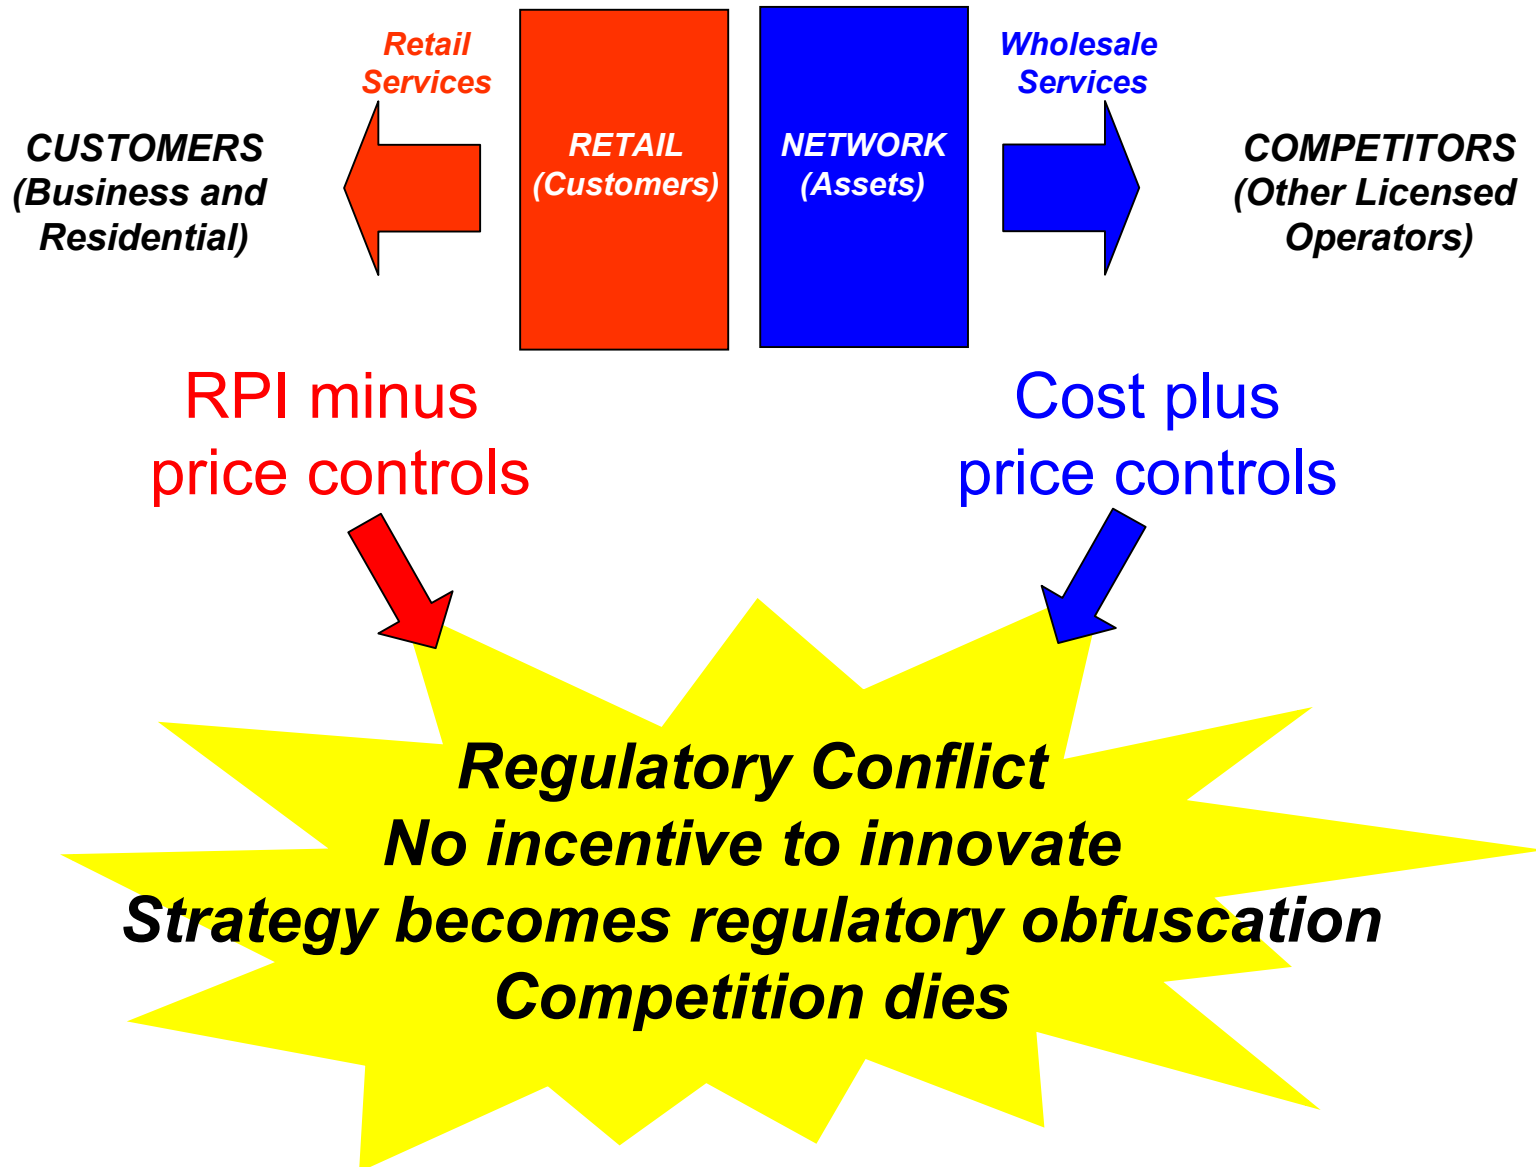 Retail
Services
Wholesale
Services
CUSTOMERS
(Business and
Residential)
RETAIL
(Customers)
NETWORK
(Assets)
COMPETITORS
(Other Licensed
Operators)
RPI minus
price controls
Cost plus
price controls
Regulatory Conflict
No incentive to innovate
Strategy becomes regulatory obfuscation
Competition dies